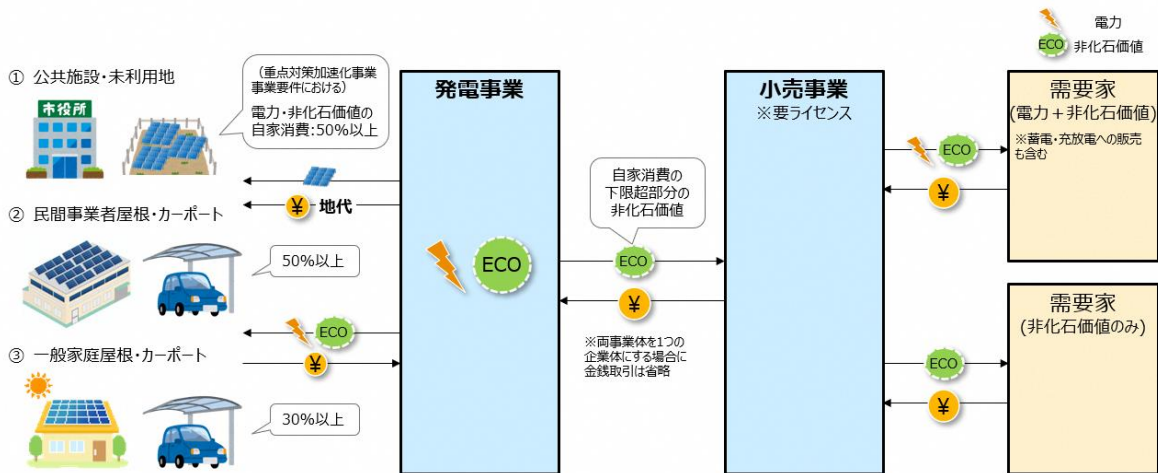 電力
ECO 非化石価値
① 公共施設・未利用地
市役所
（重点対策加速化事業
事業要件における）
電力・非化石価値の
自家消費:50%以上
¥ 地代
② 民間事業者屋根・カーポート
50%以上
ECO
¥
③ 一般家庭屋根・カーポート
30%以上
発電事業
ECO
自家消費の
下限超部分の
非化石価値
ECO
¥
※両事業体を1つの
企業体にする場合に
金銭取引は省略
小売事業
※要ライセンス
ECO
¥
需要家
(電力＋非化石価値)
※蓄電・充放電への販売
も含む
ECO
¥
需要家
(非化石価値のみ)